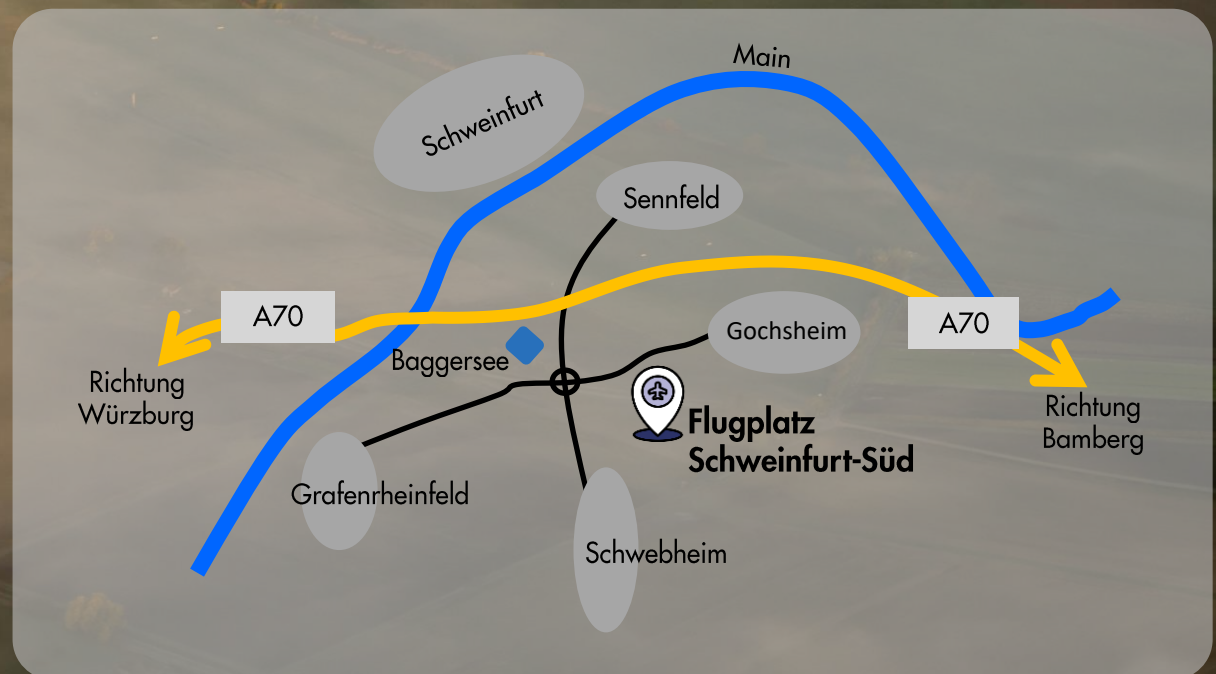 Main
Schweinfurt
Sennfeld
A70
A70
Gochsheim
Baggersee
Richtung
Würzburg
Richtung
Bamberg
Flugplatz
Schweinfurt-Süd
Grafenrheinfeld
Schwebheim